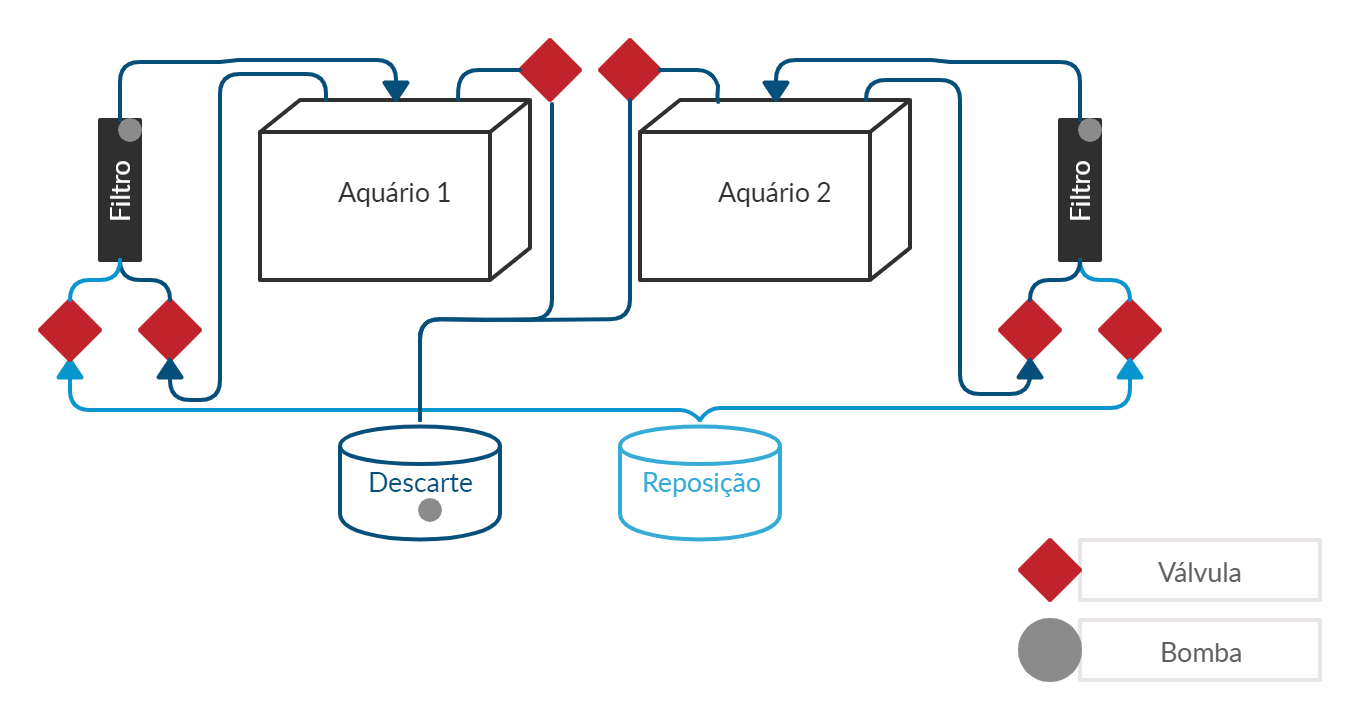 Filtro
Aquário 1
Aquário 2
Filtro
Descarte
Reposição
Válvula
Bomba